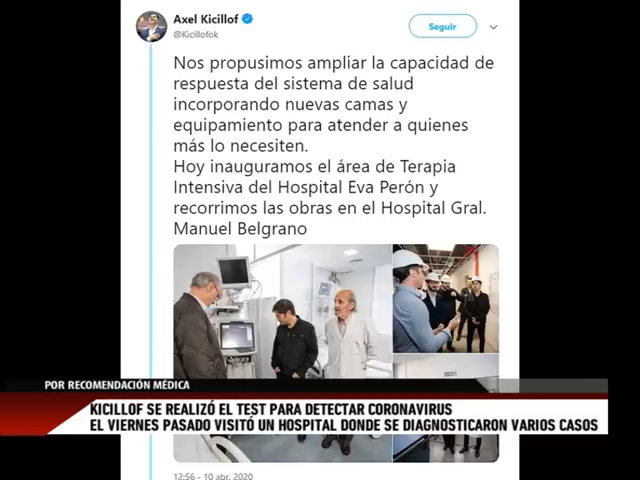 Axel Kicillof
@Kicillofok
Seguir
Nos propusimos ampliar la capacidad de
respuesta del sistema de salud
incorporando nuevas camas y
equipamiento para atender a quienes
más lo necesiten.
Hoy inauguramos el área de Terapia
Intensiva del Hospital Eva Perón y
recorrimos las obras en el Hospital Gral.
Manuel Belgrano
POR RECOMENDACIÓN MÉDICA
KICILLOF SE REALIZÓ EL TEST PARA DETECTAR CORONAVIRUS
EL VIERNES PASADO VISITÓ UN HOSPITAL DONDE SE DIAGNOSTICARON VARIOS CASOS
12:56 - 10 abr. 2020